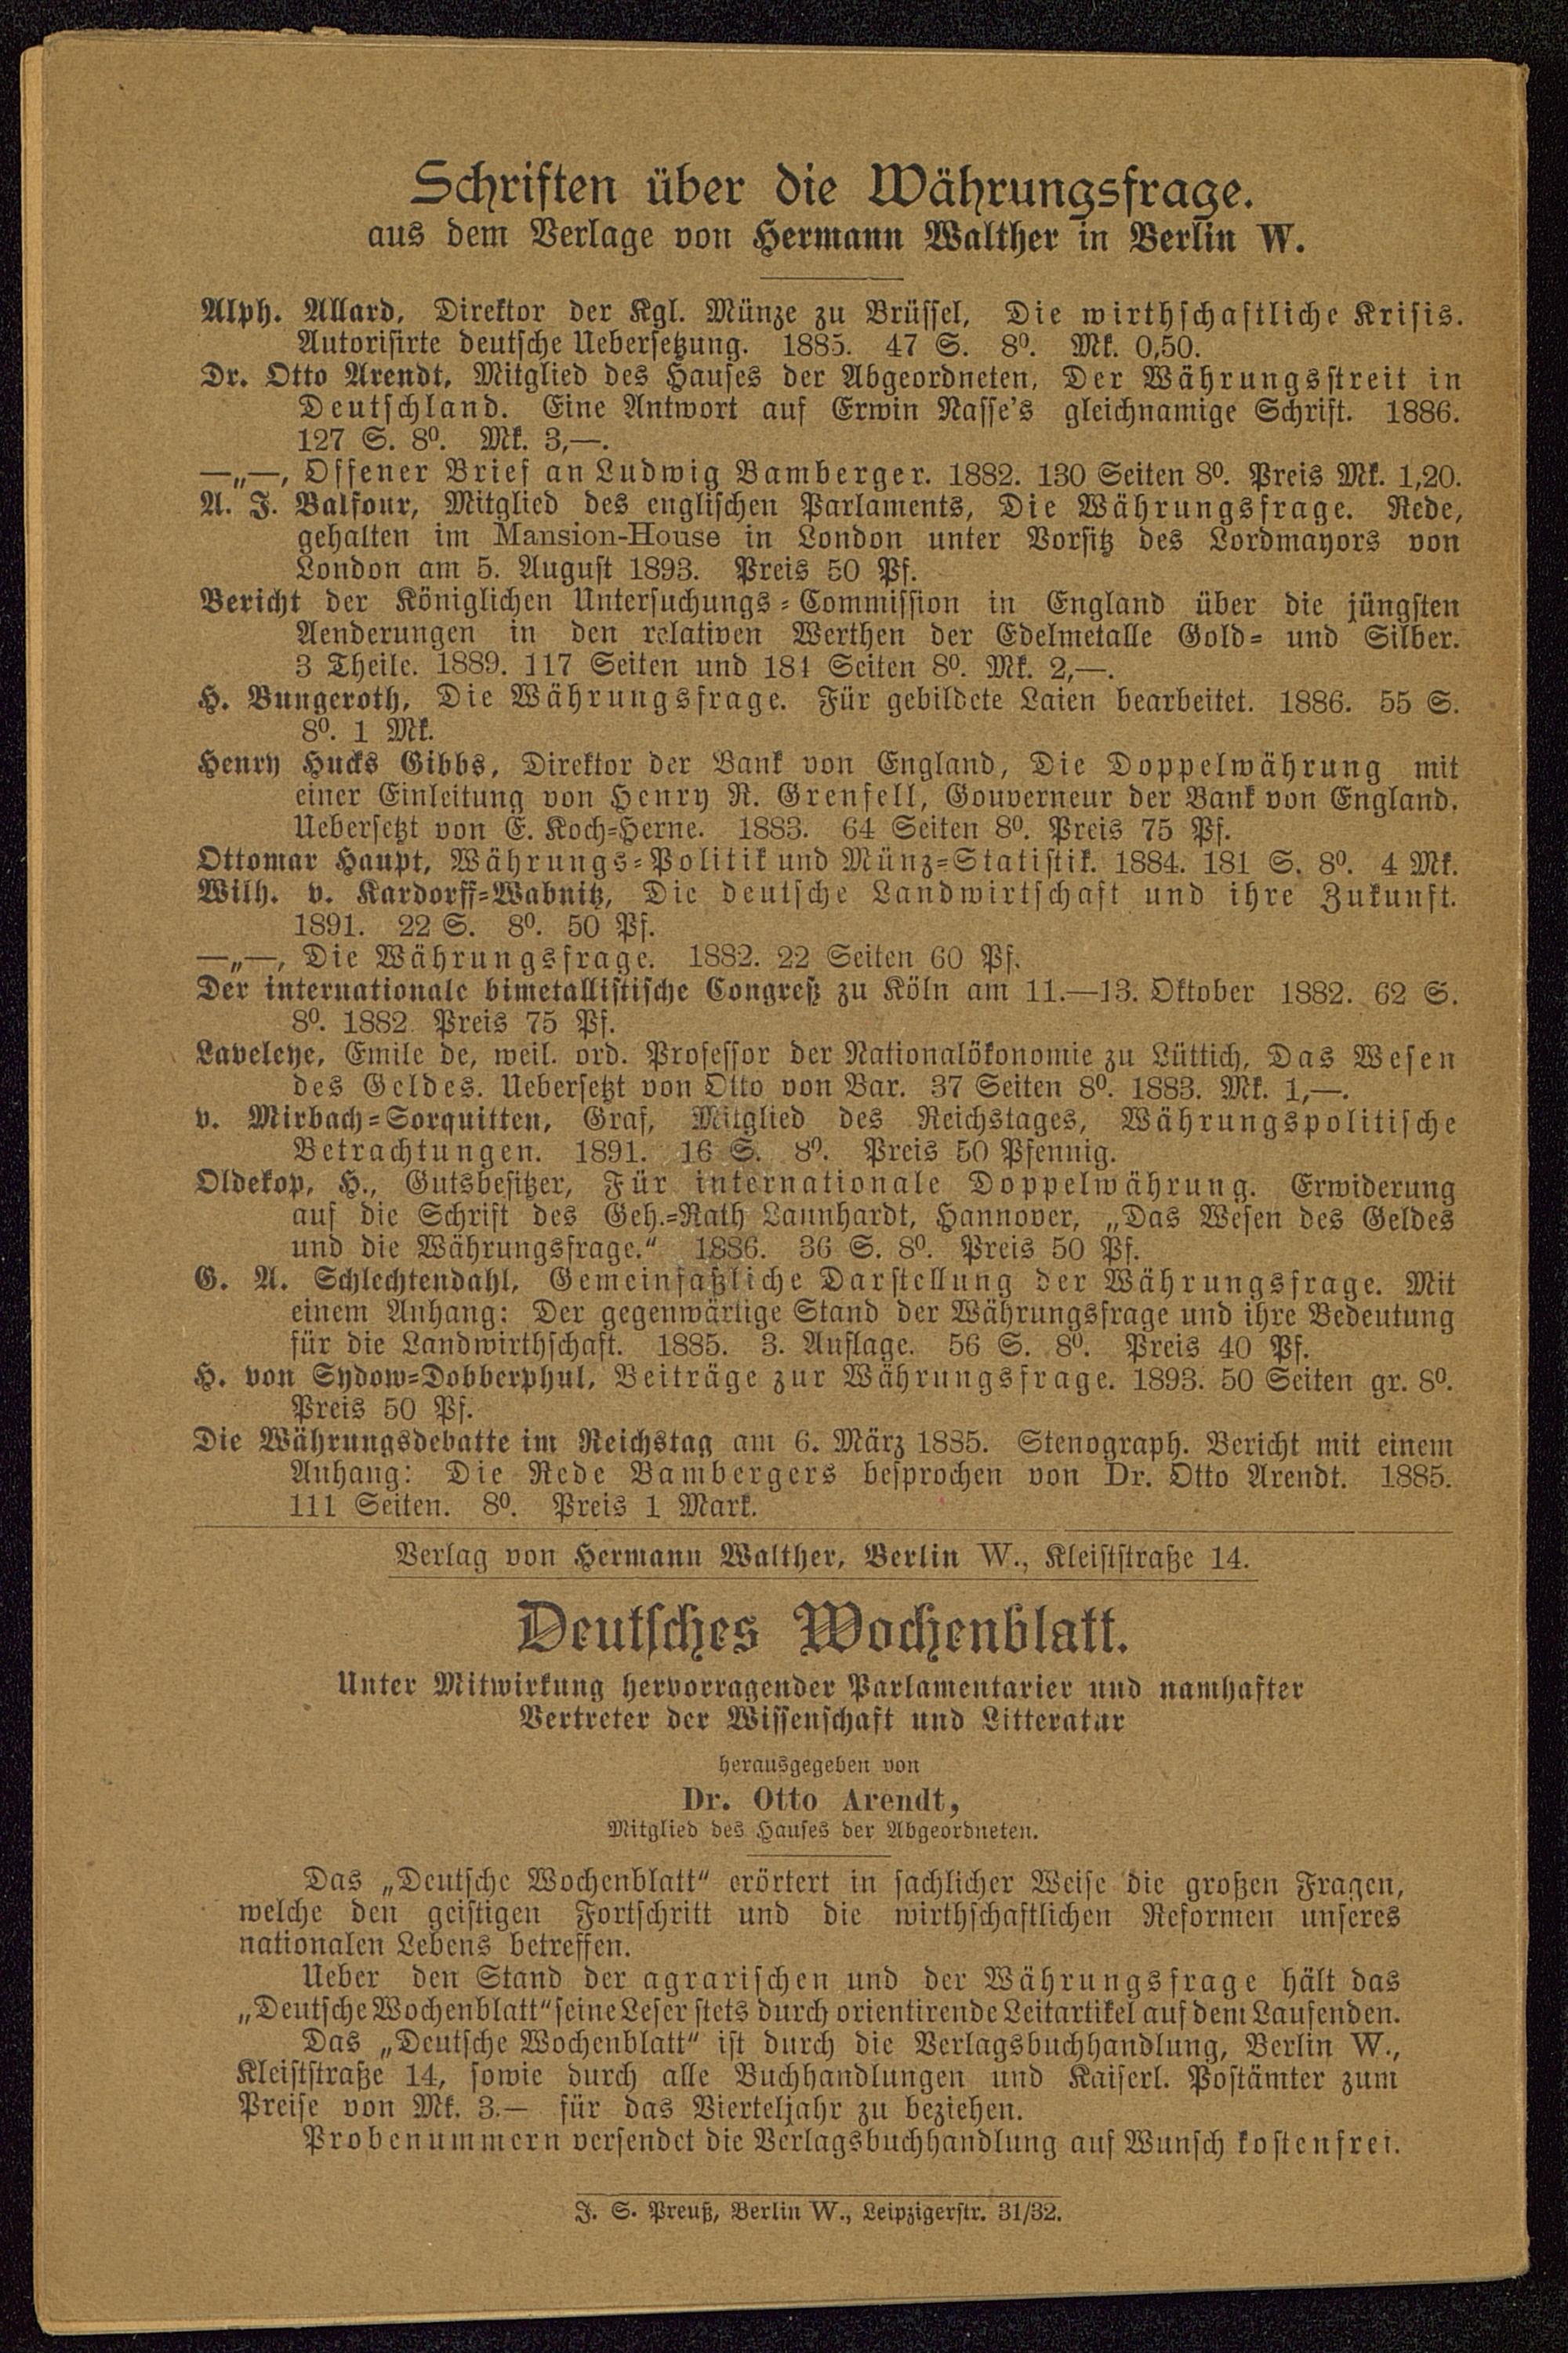 Schriften über die Währungsfrage.
aus dem Verlage von Hermann Walther in Berlin W.
Alph. Allard, Direktor der Kgl. Münze zu Brüssel, Die wirthschaftliche Krisis.
Autorisirte deutsche Uebersetzung. 1885. 47 S. 8⁰. Mk. 0,50.
Dr. Otto Arendt, Mitglied des Hauses der Abgeordneten, Der Währungsstreit in
Deutschland. Eine Antwort auf Erwin Nasse's gleichnamige Schrift. 1886.
127 S. 8⁰. Mk. 3,—.
—„—, Offener Brief an Ludwig Bamberger. 1882. 130 Seiten 8⁰. Preis Mk. 1,20.
A. J. Balfour, Mitglied des englischen Parlaments, Die Währungsfrage. Rede,
gehalten im Mansion-House in London unter Vorsitz des Lordmayors von
London am 5. August 1893. Preis 50 Pf.
Bericht der Königlichen Untersuchungs-Commission in England über die jüngsten
Aenderungen in den relativen Werthen der Edelmetalle Gold- und Silber.
3 Theile. 1889. 117 Seiten und 181 Seiten 8⁰. Mk. 2,—.
H. Bungeroth, Die Währungsfrage. Für gebildete Laien bearbeitet. 1886. 55 S.
8⁰. 1 Mk.
Henry Hucks Gibbs, Direktor der Bank von England, Die Doppelwährung mit
einer Einleitung von Henry R. Grenfell, Gouverneur der Bank von England.
Uebersetzt von E. Koch-Herne. 1883. 64 Seiten 8⁰. Preis 75 Pf.
Ottomar Haupt, Währungs-Politik und Münz-Statistik. 1884. 181 S. 8⁰. 4 Mk.
Wilh. v. Kardorff-Wabnitz, Die deutsche Landwirtschaft und ihre Zukunft.
1891. 22 S. 8⁰. 50 Pf.
—„—, Die Währungsfrage. 1882. 22 Seiten 60 Pf.
Der internationale bimetallistische Congreß zu Köln am 11.—13. Oktober 1882. 62 S.
8⁰. 1882 Preis 75 Pf.
Laveleye, Emile de, weil. ord. Professor der Nationalökonomie zu Lüttich, Das Wesen
des Geldes. Uebersetzt von Otto von Bar. 37 Seiten 8⁰. 1883. Mk. 1,—.
v. Mirbach-Sorquitten, Graf, Mitglied des Reichstages, Währungspolitische
Betrachtungen. 1891. 16 S. 8⁰. Preis 50 Pfennig.
Oldekop, H., Gutsbesitzer, Für internationale Doppelwährung. Erwiderung
auf die Schrift des Geh.-Rath Launhardt, Hannover, „Das Wesen des Geldes
und die Währungsfrage.“ 1886. 36 S. 8⁰. Preis 50 Pf.
G. A. Schlechtendahl, Gemeinfaßliche Darstellung der Währungsfrage. Mit
einem Anhang: Der gegenwärtige Stand der Währungsfrage und ihre Bedeutung
für die Landwirthschaft. 1885. 3. Auflage. 56 S. 8⁰. Preis 40 Pf.
H. von Sydow-Dobberphul, Beiträge zur Währungsfrage. 1893. 50 Seiten gr. 8⁰.
Preis 50 Pf.
Die Währungsdebatte im Reichstag am 6. März 1885. Stenograph. Bericht mit einem
Anhang: Die Rede Bambergers besprochen von Dr. Otto Arendt. 1885.
111 Seiten. 8⁰. Preis 1 Mark.
Verlag von Hermann Walther, Berlin W., Kleiststraße 14.
Deutsches Wochenblatt.
Unter Mitwirkung hervorragender Parlamentarier und namhafter
Vertreter der Wissenschaft und Litteratur
herausgegeben von
Dr. Otto Arendt,
Mitglied des Hauses der Abgeordneten.
Das „Deutsche Wochenblatt“ erörtert in sachlicher Weise die großen Fragen,
welche den geistigen Fortschritt und die wirthschaftlichen Reformen unseres
nationalen Lebens betreffen.
Ueber den Stand der agrarischen und der Währungsfrage hält das
„Deutsche Wochenblatt“ seine Leser stets durch orientirende Leitartikel auf dem Laufenden.
Das „Deutsche Wochenblatt“ ist durch die Verlagsbuchhandlung, Berlin W.,
Kleiststraße 14, sowie durch alle Buchhandlungen und Kaiserl. Postämter zum
Preise von Mk. 3.— für das Vierteljahr zu beziehen.
Probenummern versendet die Verlagsbuchhandlung auf Wunsch kostenfrei.
J. S. Preuß, Berlin W., Leipzigerstr. 31/32.